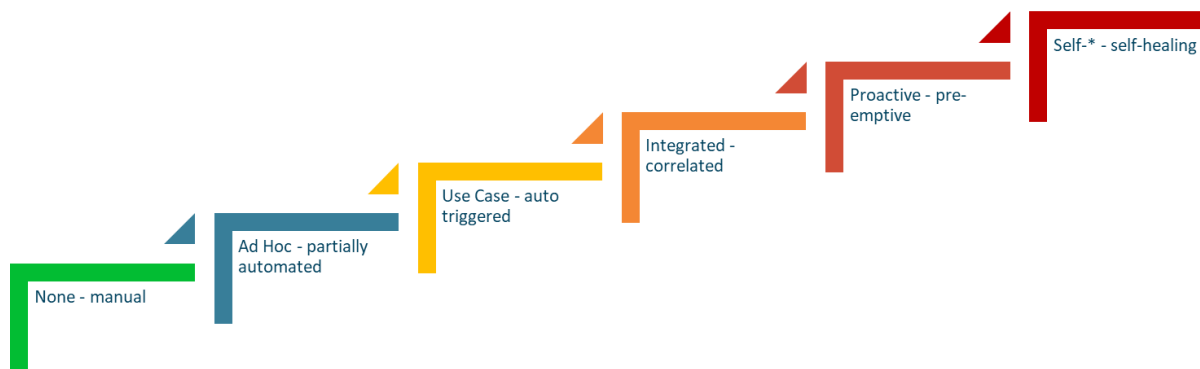 None - manual
Ad Hoc - partially
automated
Use Case - auto
triggered
Integrated -
correlated
Proactive - pre-
emptive
Self-* - self-healing